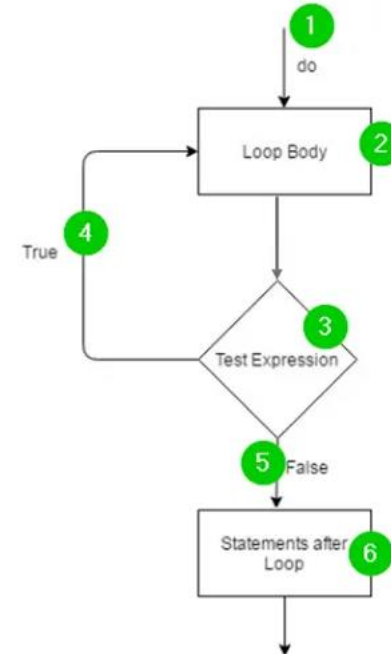 1
do
Loop Body
2
4
True
3
Test Expression
5
False
Statements after
Loop
6